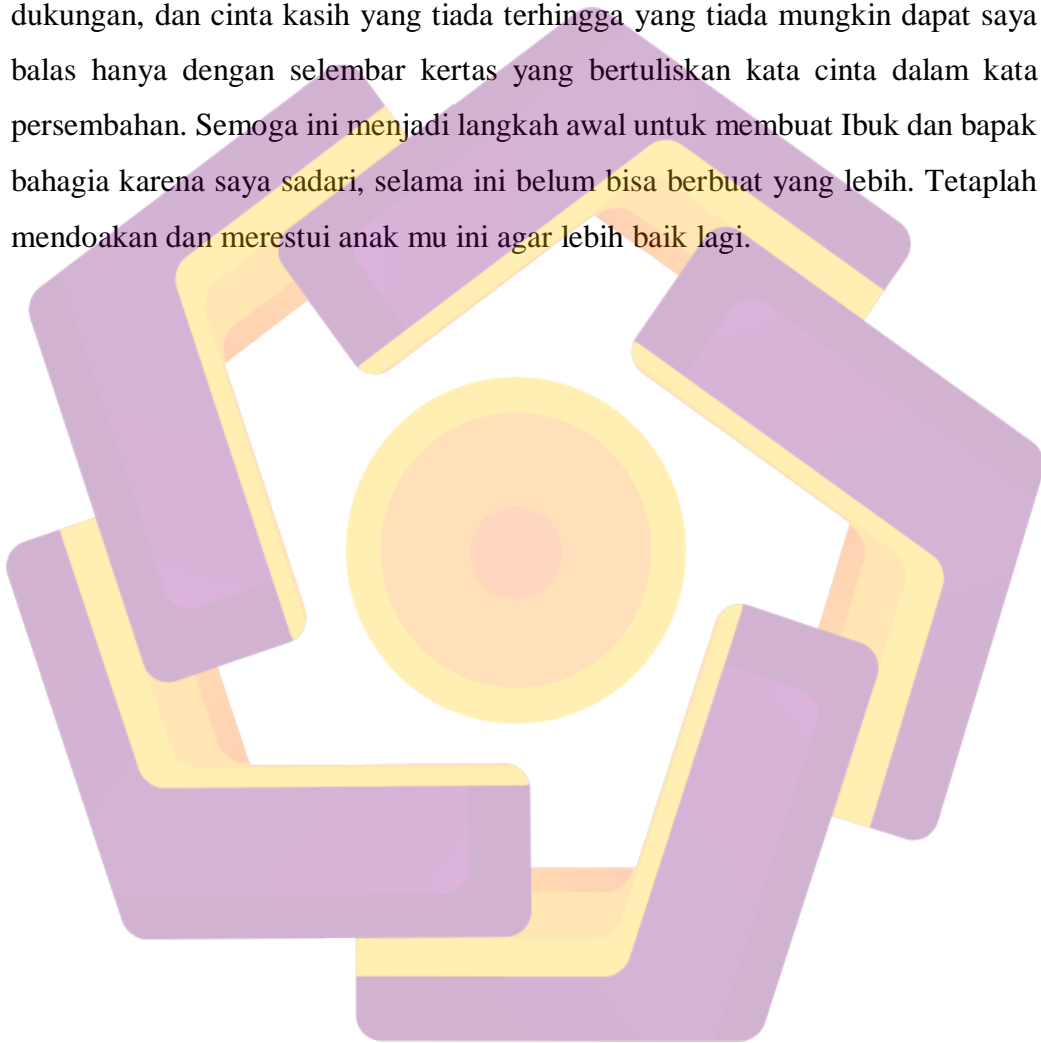 dukungan, dan cinta kasih yang tiada terhingga yang tiada mungkin dapat saya
balas hanya dengan selembar kertas yang bertuliskan kata cinta dalam kata
persembahan. Semoga ini menjadi langkah awal untuk membuat Ibuk dan bapak
bahagia karena saya sadari, selama ini belum bisa berbuat yang lebih. Tetaplah
mendoakan dan merestui anak mu ini agar lebih baik lagi.